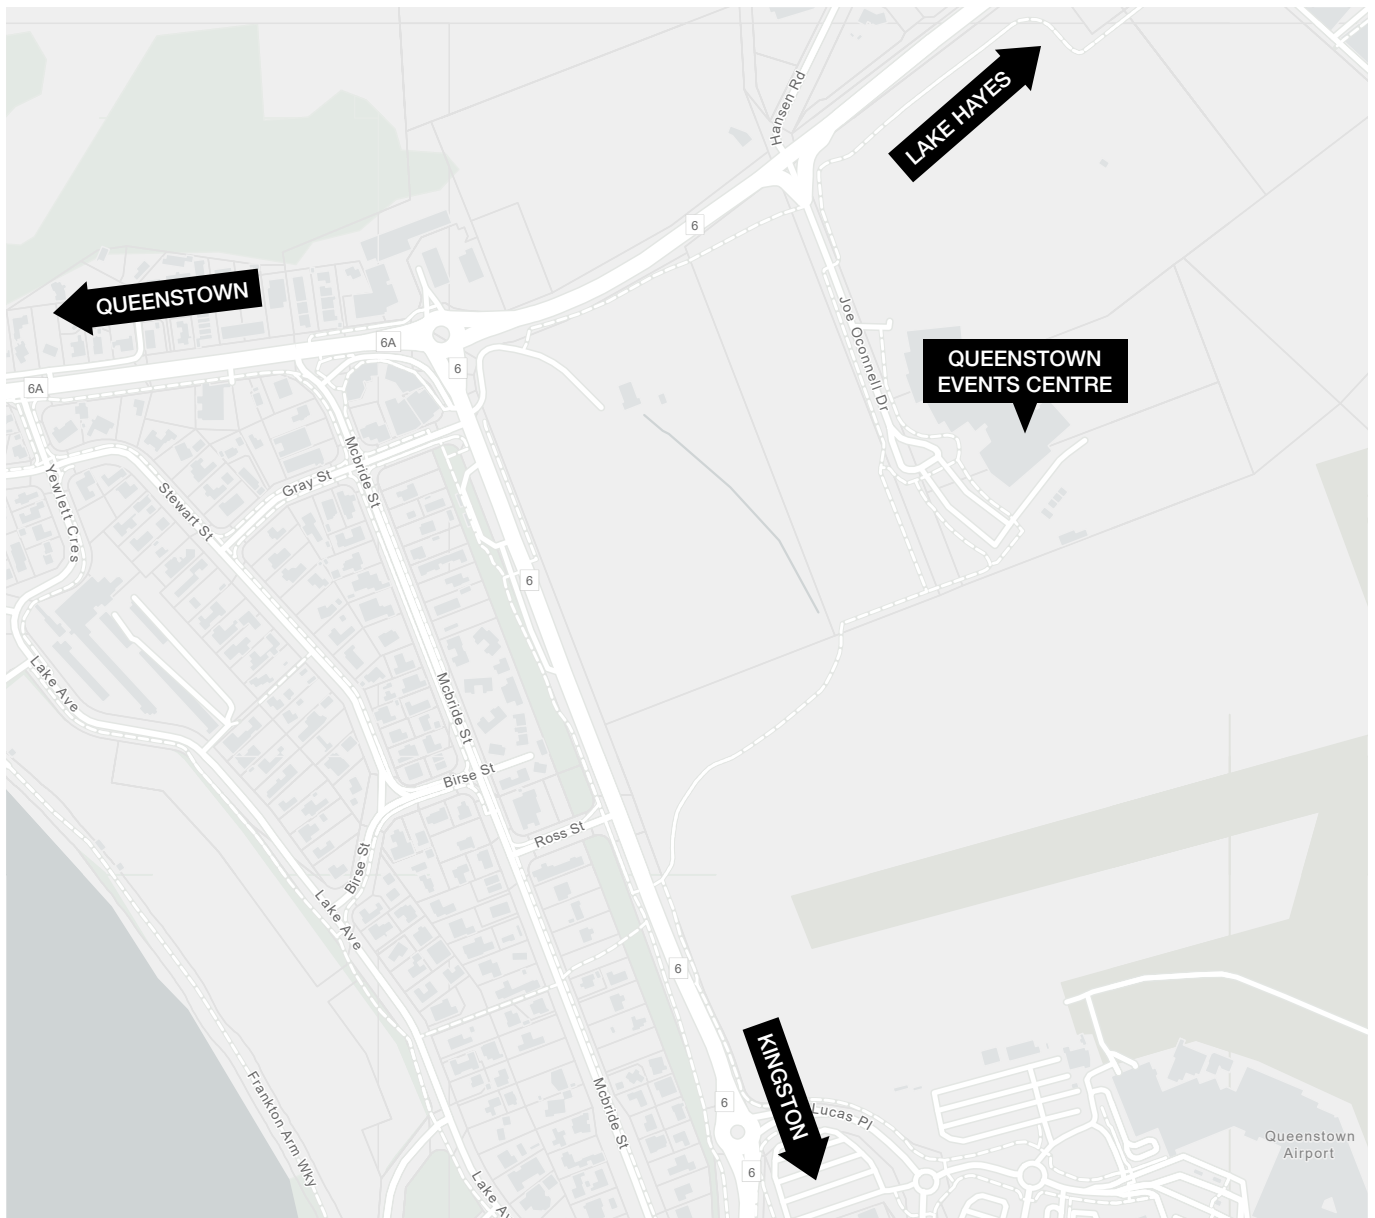 Hansen Rd
LAKE HAYES
6
QUEENSTOWN
6A
6
6A
Joe Oconnell Dr
QUEENSTOWN
EVENTS CENTRE
Mcbride St
Gray St
Yewlett Cres
Stewart St
6
Lake Ave
Mcbride St
Birse St
Ross St
Birse St
Lake Ave
6
KINGSTON
Frankton Arm Wky
Mcbride St
6
Lucas Pl
Queenstown
Airport
6
Lake Av